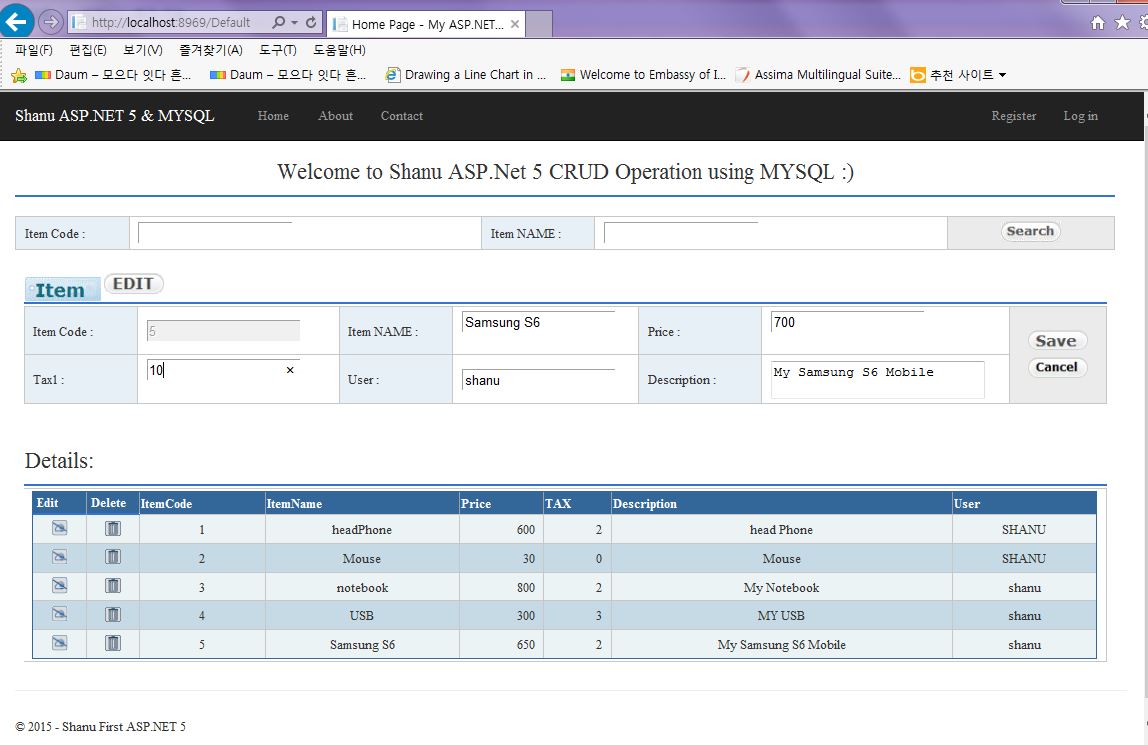 http://localhost:8969/Default Home Page - My ASP.NET...
파일(F) 편집(E) 보기(V) 즐겨찾기(A) 도구(T) 도움말(H)
Daum – 모으다 잇다 흔... Daum – 모으다 잇다 흔... Drawing a Line Chart in ... Welcome to Embassy of I... Assima Multilingual Suite... 추천 사이트
Shanu ASP.NET 5 & MYSQL Home About Contact Register Log in
Welcome to Shanu ASP.Net 5 CRUD Operation using MYSQL :)
Item Code : Item NAME : Search
Item EDIT
Item Code : 5 Item NAME : Samsung S6 Price : 700 Save
Tax1 : 10 × User : shanu Description : My Samsung S6 Mobile Cancel
Details:
Edit Delete ItemCode ItemName Price TAX Description User
1 headPhone 600 2 head Phone SHANU
2 Mouse 30 0 Mouse SHANU
3 notebook 800 2 My Notebook shanu
4 USB 300 3 MY USB shanu
5 Samsung S6 650 2 My Samsung S6 Mobile shanu
© 2015 - Shanu First ASP.NET 5